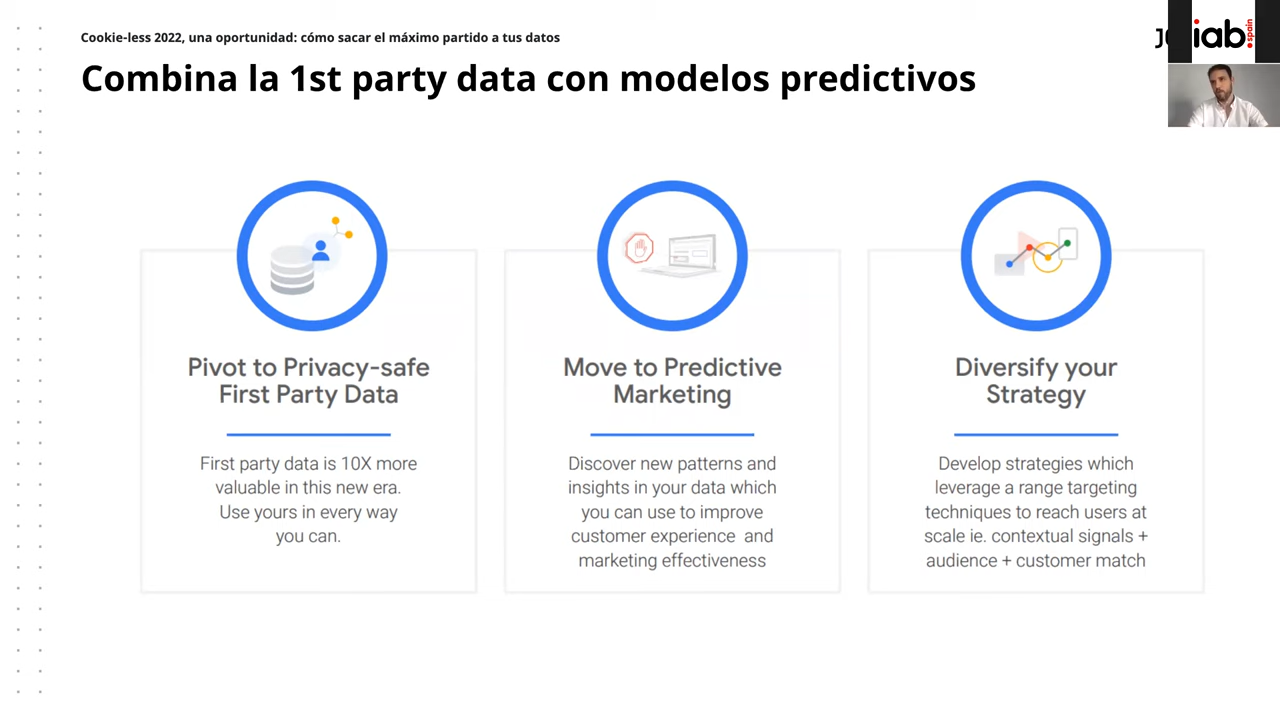 Cookie-less 2022, una oportunidad: cómo sacar el máximo partido a tus datos
iab
spain
Combina la 1st party data con modelos predictivos
Pivot to Privacy-safe
First Party Data
First party data is 10X more
valuable in this new era.
Use yours in every way
you can.
Move to Predictive
Marketing
Discover new patterns and
insights in your data which
you can use to improve
customer experience and
marketing effectiveness
Diversify your
Strategy
Develop strategies which
leverage a range targeting
techniques to reach users at
scale ie. contextual signals +
audience + customer match